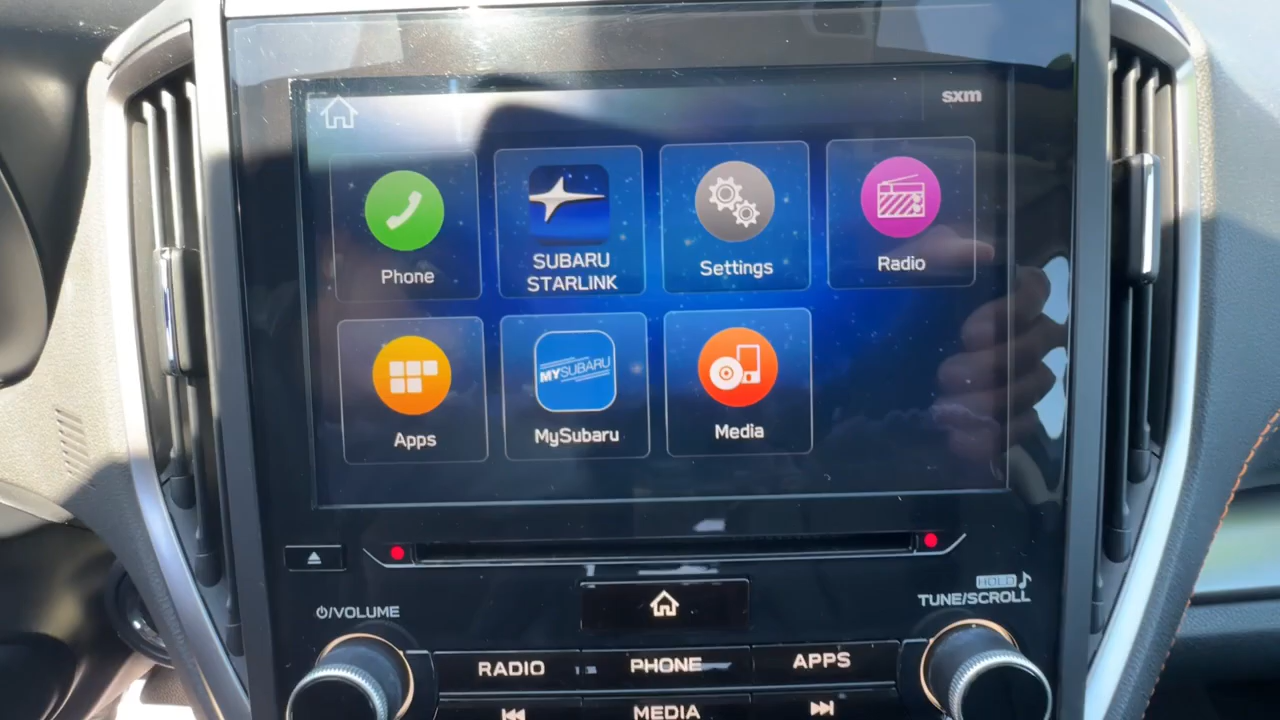 sxm
Phone
SUBARU
STARLINK
Settings
Radio
Apps
MYSUBARU
MySubaru
Media
/VOLUME
HOLD
TUNE/SCROLL
RADIO
PHONE
APPS
MEDIA